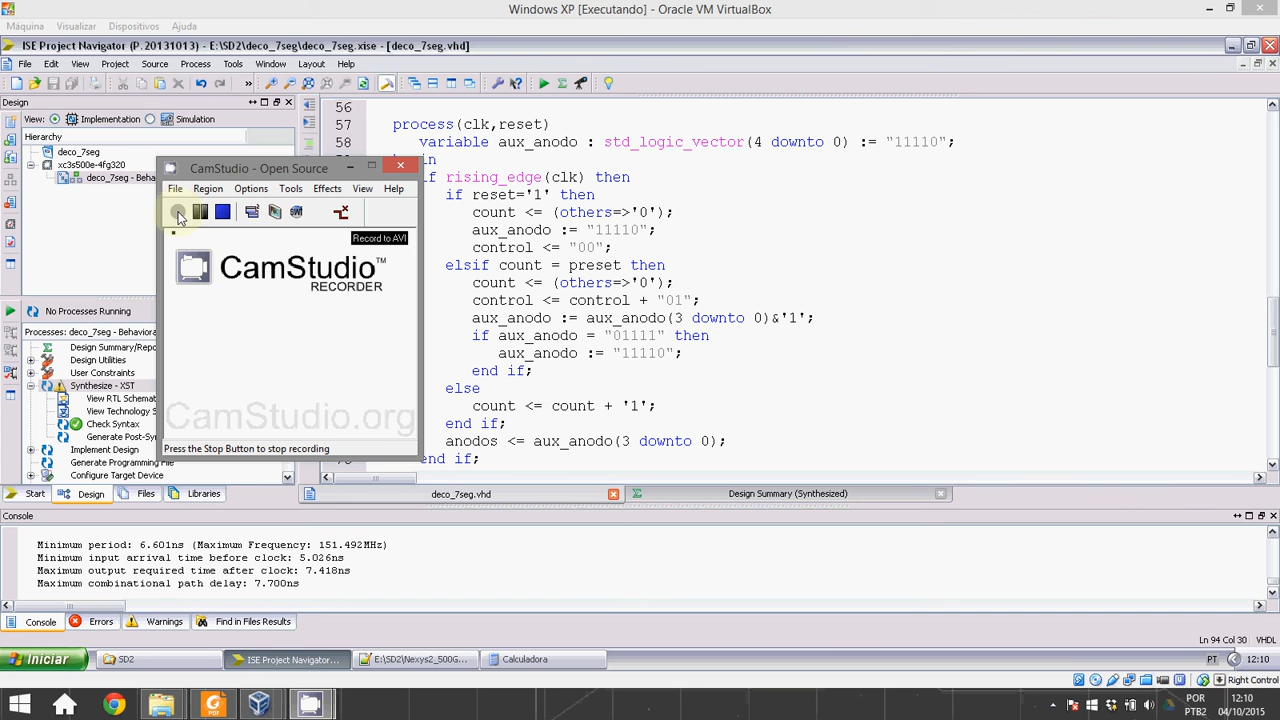 Windows XP [Executando] - Oracle VM VirtualBox
Máquina Visualizar Dispositivos Ajuda
ISE Project Navigator (P.20131013) - E:\SD2\deco_7seg\deco_7seg.xise - [deco_7seg.vhd]
File Edit View Project Source Process Tools Window Layout Help
Design
View: Implementation Simulation
Hierarchy
deco_7seg
xc3s500e-4fg320
deco_7seg - Beha
CamStudio - Open Source
File Region Options Tools Effects View Help
Record to AVI
CamStudio™
RECORDER
CamStudio.org
Press the Stop Button to stop recording
No Processes Running
Processes: deco_7seg - Behaviora
Design Summary/Repo
Design Utilities
User Constraints
Synthesize - XST
View RTL Schemat
View Technology S
Check Syntax
Generate Post-Sy
Implement Design
Generate Programming File
Configure Target Device
Start Design Files Libraries
56
57 process(clk,reset)
58 variable aux_anodo : std_logic_vector(4 downto 0) := "11110";
in
f rising_edge(clk) then
if reset='1' then
count <= (others=>'0');
aux_anodo := "11110";
control <= "00";
elsif count = preset then
count <= (others=>'0');
control <= control + "01";
aux_anodo := aux_anodo(3 downto 0)&'1';
if aux_anodo = "01111" then
aux_anodo := "11110";
end if;
else
count <= count + '1';
end if;
anodos <= aux_anodo(3 downto 0);
end if;
deco_7seg.vhd Design Summary (Synthesized)
Console
Minimum period: 6.601ns (Maximum Frequency: 151.492MHz)
Minimum input arrival time before clock: 5.026ns
Maximum output required time after clock: 7.418ns
Maximum combinational path delay: 7.700ns
Console Errors Warnings Find in Files Results
Ln 94 Col 30 VHDL
Iniciar SD2 ISE Project Navigator... E:\SD2\Nexys2_500G... Calculadora PT 12:10
Right Control
POR 12:10
PTB2 04/10/2015